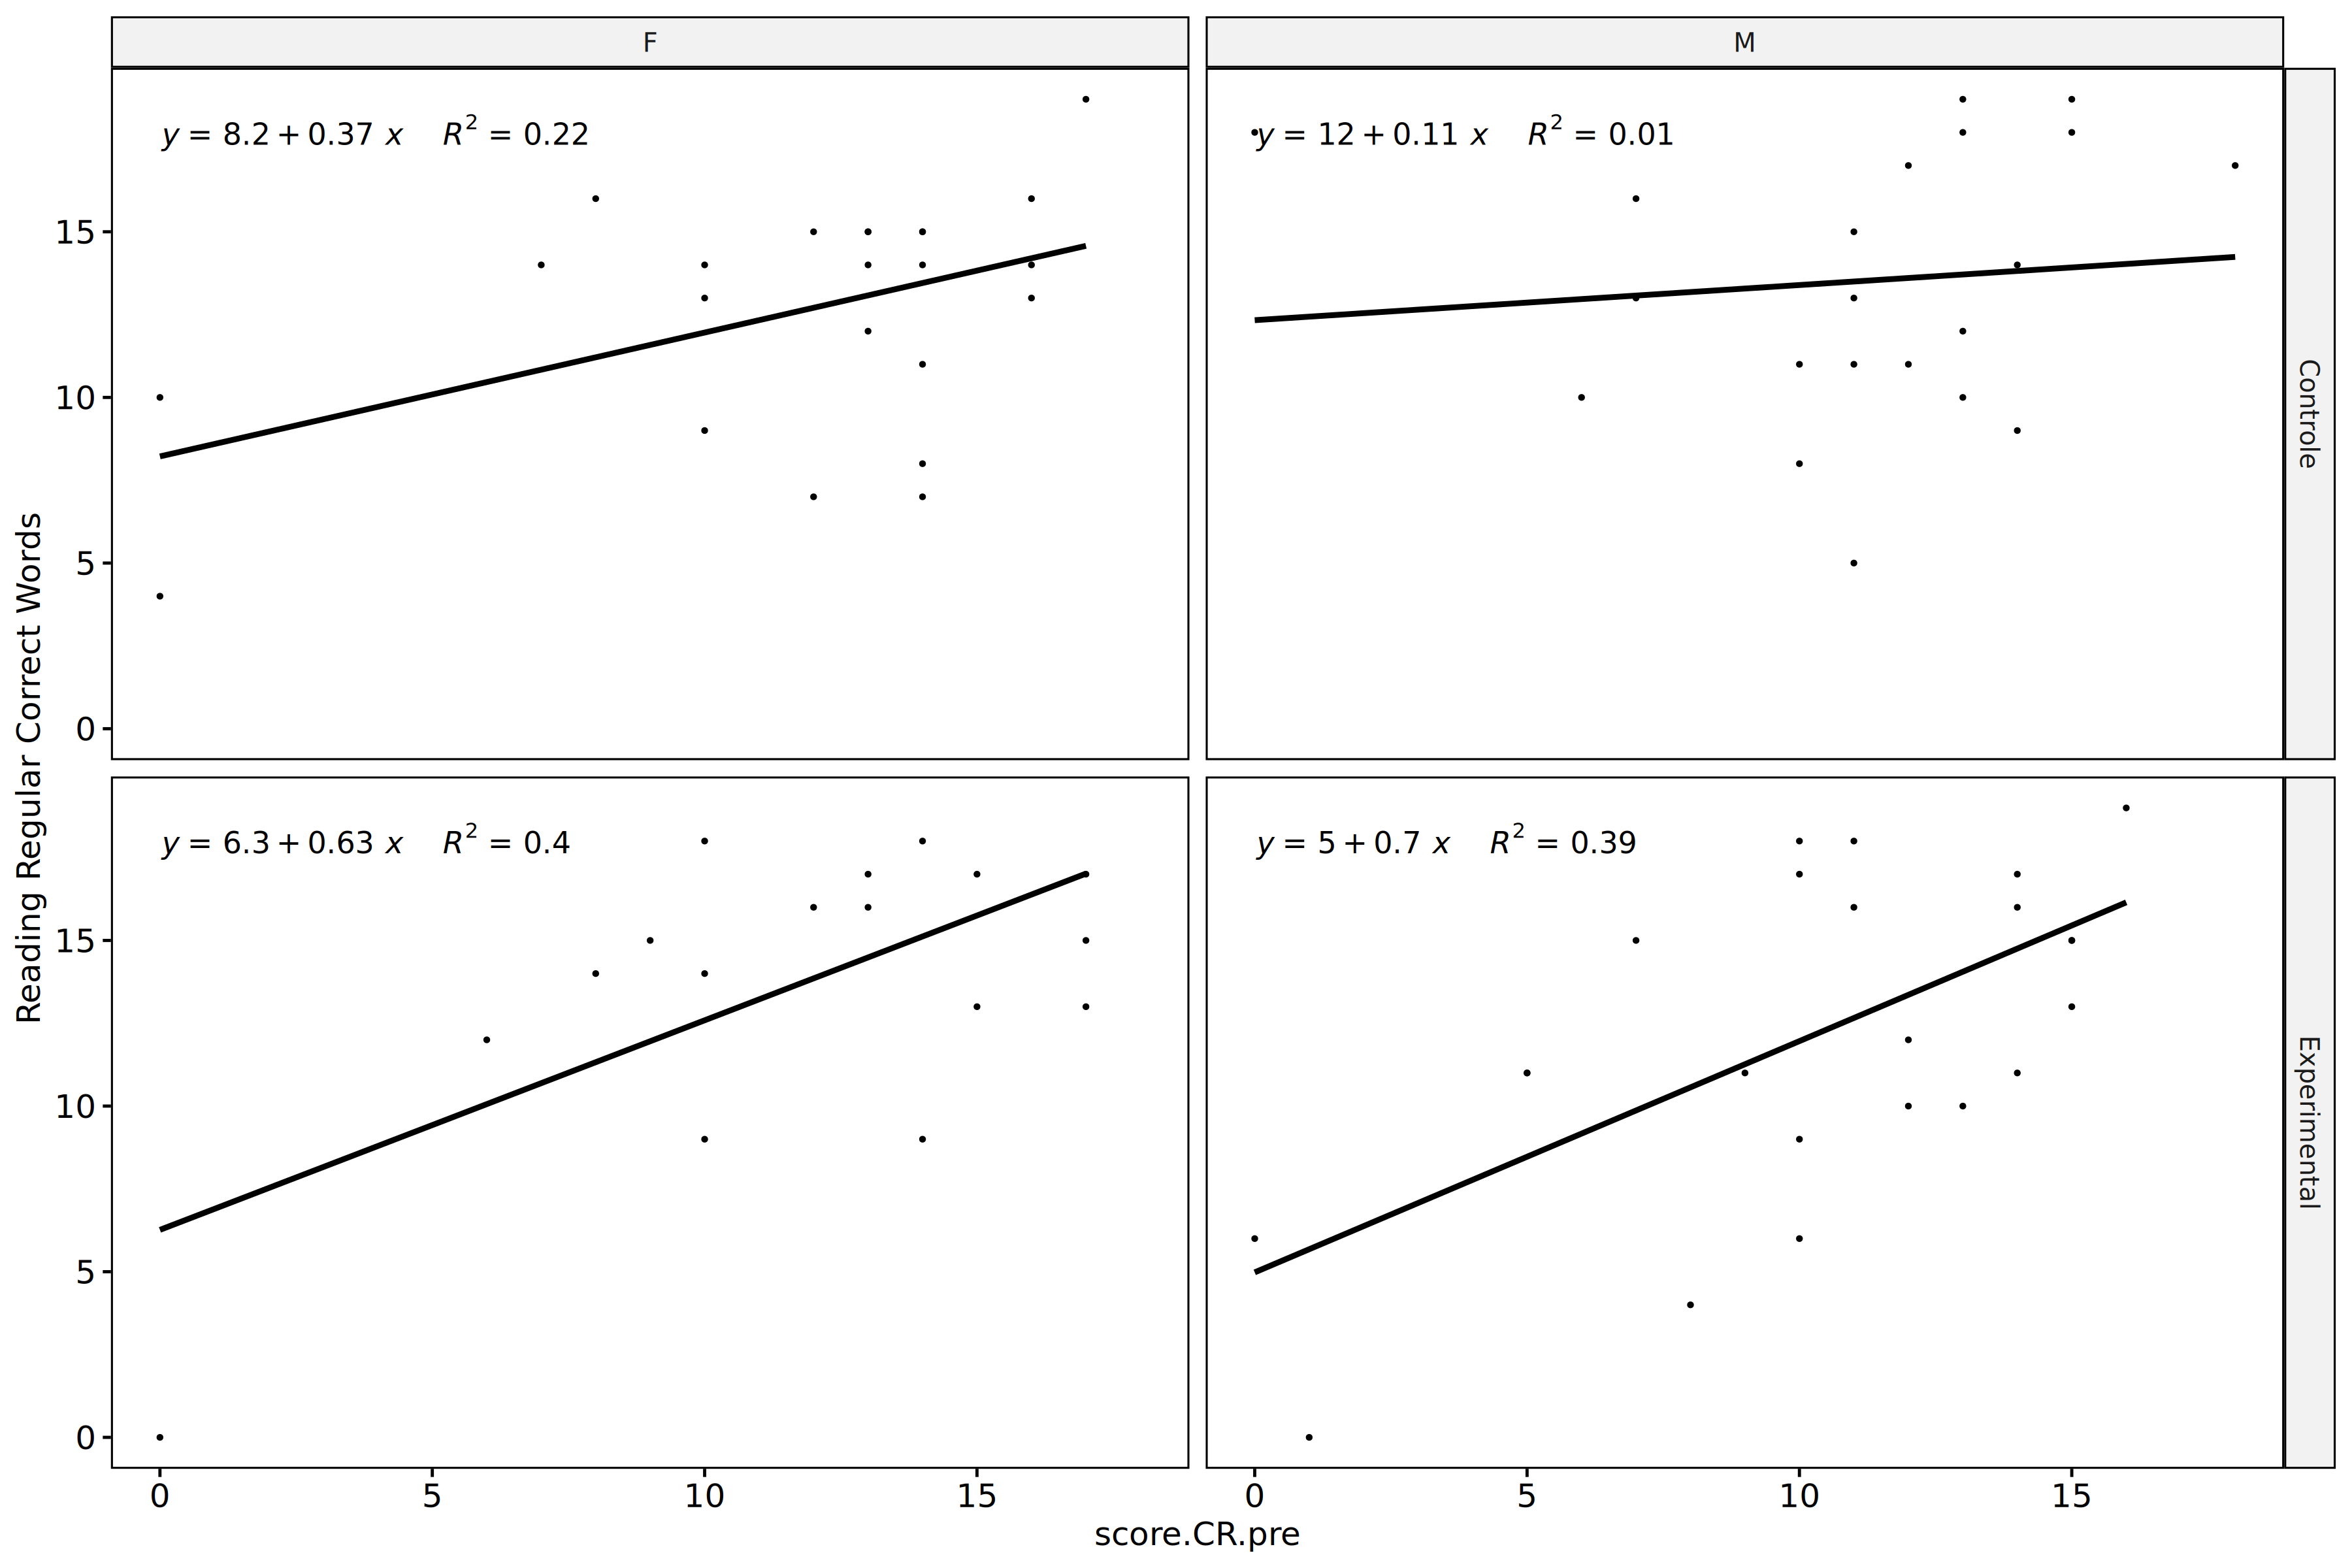 F
M
y = 8.2 + 0.37 x R² = 0.22
y = 12 + 0.11 x R² = 0.01
Controle
15
10
5
0
Reading Regular Correct Words
y = 6.3 + 0.63 x R² = 0.4
y = 5 + 0.7 x R² = 0.39
Experimental
15
10
5
0
0 5 10 15
0 5 10 15
score.CR.pre